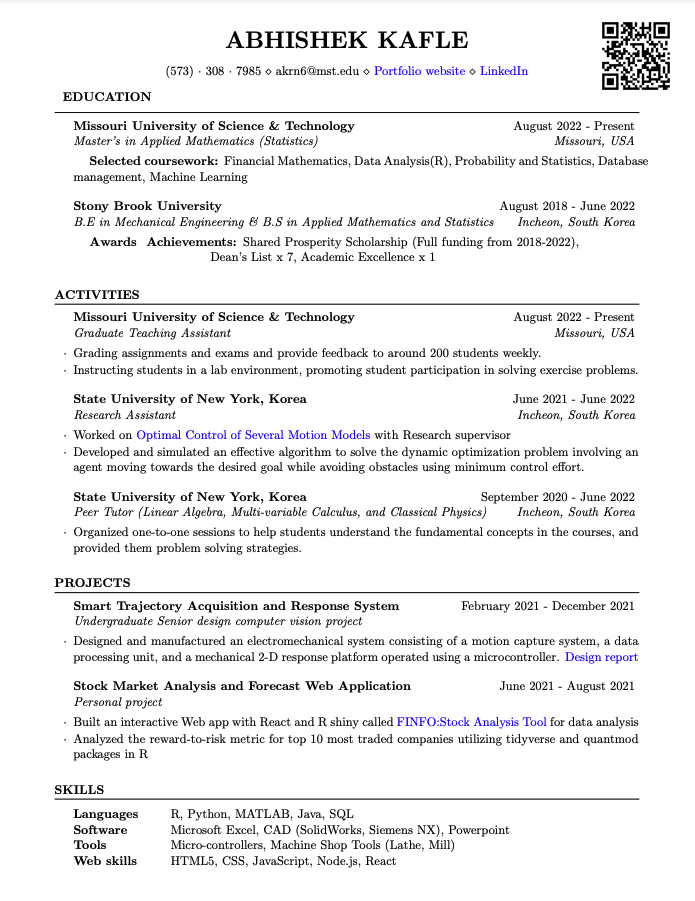 ABHISHEK KAFLE
(573) · 308 · 7985 ⋄ akrn6@mst.edu ⋄ Portfolio website ⋄ LinkedIn
EDUCATION
Missouri University of Science & Technology August 2022 - Present
Master's in Applied Mathematics (Statistics) Missouri, USA
Selected coursework: Financial Mathematics, Data Analysis(R), Probability and Statistics, Database
management, Machine Learning
Stony Brook University August 2018 - June 2022
B.E in Mechanical Engineering & B.S in Applied Mathematics and Statistics Incheon, South Korea
Awards Achievements: Shared Prosperity Scholarship (Full funding from 2018-2022),
Dean's List x 7, Academic Excellence x 1
ACTIVITIES
Missouri University of Science & Technology August 2022 - Present
Graduate Teaching Assistant Missouri, USA
· Grading assignments and exams and provide feedback to around 200 students weekly.
· Instructing students in a lab environment, promoting student participation in solving exercise problems.
State University of New York, Korea June 2021 - June 2022
Research Assistant Incheon, South Korea
· Worked on Optimal Control of Several Motion Models with Research supervisor
· Developed and simulated an effective algorithm to solve the dynamic optimization problem involving an
agent moving towards the desired goal while avoiding obstacles using minimum control effort.
State University of New York, Korea September 2020 - June 2022
Peer Tutor (Linear Algebra, Multi-variable Calculus, and Classical Physics) Incheon, South Korea
· Organized one-to-one sessions to help students understand the fundamental concepts in the courses, and
provided them problem solving strategies.
PROJECTS
Smart Trajectory Acquisition and Response System February 2021 - December 2021
Undergraduate Senior design computer vision project
· Designed and manufactured an electromechanical system consisting of a motion capture system, a data
processing unit, and a mechanical 2-D response platform operated using a microcontroller. Design report
Stock Market Analysis and Forecast Web Application June 2021 - August 2021
Personal project
· Built an interactive Web app with React and R shiny called FINFO:Stock Analysis Tool for data analysis
· Analyzed the reward-to-risk metric for top 10 most traded companies utilizing tidyverse and quantmod
packages in R
SKILLS
Languages R, Python, MATLAB, Java, SQL
Software Microsoft Excel, CAD (SolidWorks, Siemens NX), Powerpoint
Tools Micro-controllers, Machine Shop Tools (Lathe, Mill)
Web skills HTML5, CSS, JavaScript, Node.js, React